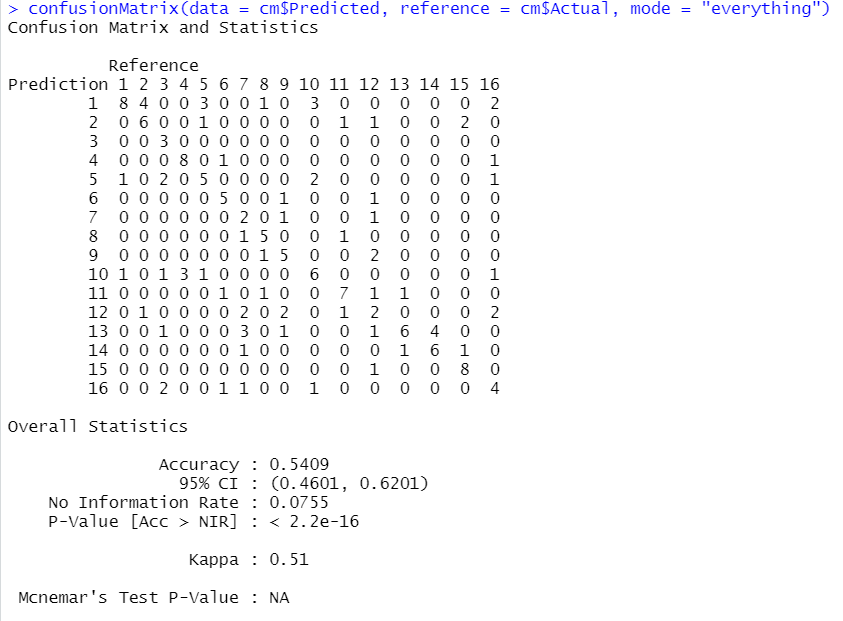 > confusionMatrix(data = cm$Predicted, reference = cm$Actual, mode = "everything")
Confusion Matrix and Statistics
Reference
Prediction 1 2 3 4 5 6 7 8 9 10 11 12 13 14 15 16
1 8 4 0 0 3 0 0 1 0 3 0 0 0 0 0 2
2 0 6 0 0 1 0 0 0 0 0 1 1 0 0 2 0
3 0 0 3 0 0 0 0 0 0 0 0 0 0 0 0 0
4 0 0 0 8 0 1 0 0 0 0 0 0 0 0 0 1
5 1 0 2 0 5 0 0 0 0 2 0 0 0 0 0 1
6 0 0 0 0 0 5 0 0 1 0 0 1 0 0 0 0
7 0 0 0 0 0 0 2 0 1 0 0 1 0 0 0 0
8 0 0 0 0 0 0 1 5 0 0 1 0 0 0 0 0
9 0 0 0 0 0 0 0 1 5 0 0 2 0 0 0 0
10 1 0 1 3 1 0 0 0 0 6 0 0 0 0 0 1
11 0 0 0 0 0 1 0 1 0 0 7 1 1 0 0 0
12 0 1 0 0 0 0 2 0 2 0 1 2 0 0 0 2
13 0 0 1 0 0 0 3 0 1 0 0 1 6 4 0 0
14 0 0 0 0 0 0 1 0 0 0 0 0 1 6 1 0
15 0 0 0 0 0 0 0 0 0 0 0 1 0 0 8 0
16 0 0 2 0 0 1 1 0 0 1 0 0 0 0 0 4
Overall Statistics
Accuracy : 0.5409
95% CI : (0.4601, 0.6201)
No Information Rate : 0.0755
P-Value [Acc > NIR] : < 2.2e-16
Kappa : 0.51
Mcnemar's Test P-Value : NA